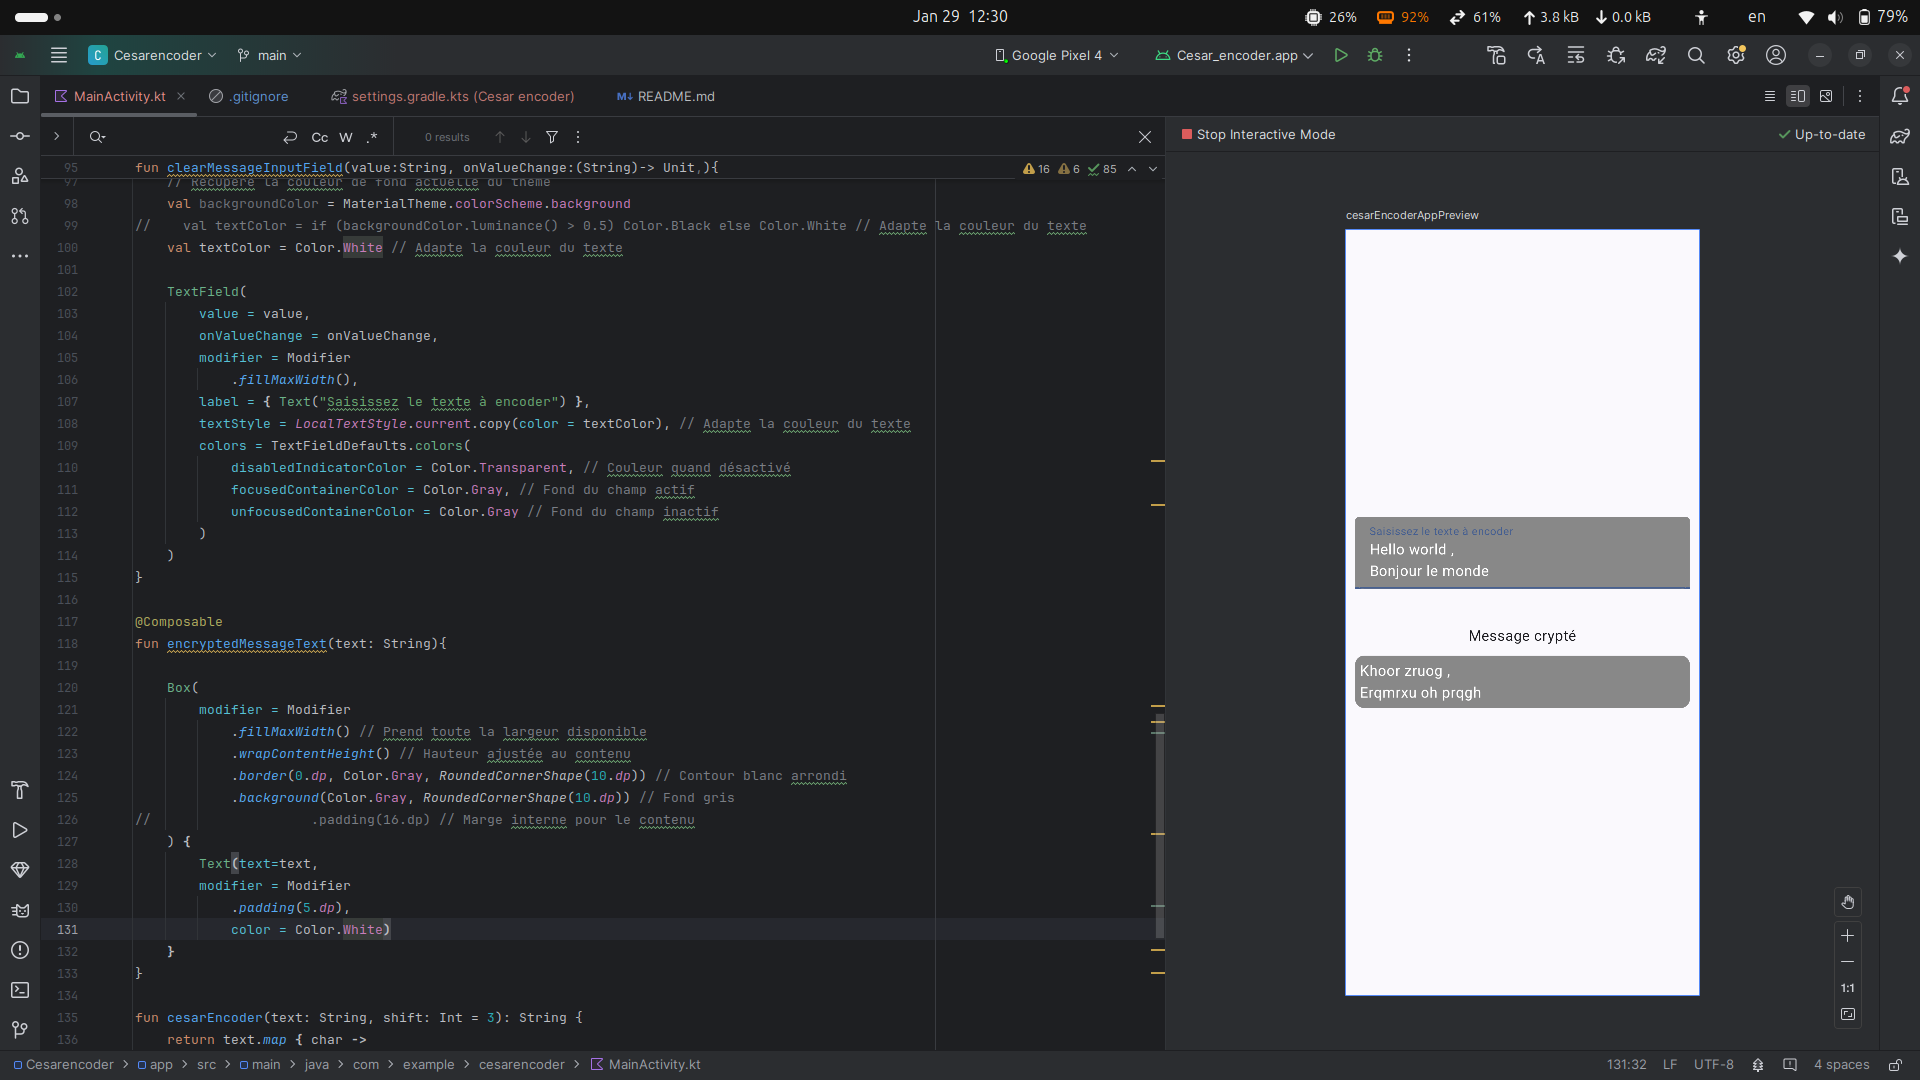 Jan 29 12:30
26%
92%
61%
3.8 kB
0.0 kB
en
79%
C Cesarencoder
main
Google Pixel 4
Cesar_encoder.app
MainActivity.kt
.gitignore
settings.gradle.kts (Cesar encoder)
M↓ README.md
Cc W .*
0 results
Stop Interactive Mode
Up-to-date
95 fun clearMessageInputField(value:String, onValueChange:(String)-> Unit,){
16 6 85
97 // Récupère la couleur de fond actuelle du thème
98 val backgroundColor = MaterialTheme.colorScheme.background
99 // val textColor = if (backgroundColor.luminance() > 0.5) Color.Black else Color.White // Adapte la couleur du texte
100 val textColor = Color.White // Adapte la couleur du texte
101
102 TextField(
103 value = value,
104 onValueChange = onValueChange,
105 modifier = Modifier
106 .fillMaxWidth(),
107 label = { Text("Saisissez le texte à encoder") },
108 textStyle = LocalTextStyle.current.copy(color = textColor), // Adapte la couleur du texte
109 colors = TextFieldDefaults.colors(
110 disabledIndicatorColor = Color.Transparent, // Couleur quand désactivé
111 focusedContainerColor = Color.Gray, // Fond du champ actif
112 unfocusedContainerColor = Color.Gray // Fond du champ inactif
113 )
114 )
115 }
116
117 @Composable
118 fun encryptedMessageText(text: String){
119
120 Box(
121 modifier = Modifier
122 .fillMaxWidth() // Prend toute la largeur disponible
123 .wrapContentHeight() // Hauteur ajustée au contenu
124 .border(0.dp, Color.Gray, RoundedCornerShape(10.dp)) // Contour blanc arrondi
125 .background(Color.Gray, RoundedCornerShape(10.dp)) // Fond gris
126 // .padding(16.dp) // Marge interne pour le contenu
127 ) {
128 Text(text=text,
129 modifier = Modifier
130 .padding(5.dp),
131 color = Color.White)
132 }
133 }
134
135 fun cesarEncoder(text: String, shift: Int = 3): String {
136 return text.map { char ->
cesarEncoderAppPreview
Saisissez le texte à encoder
Hello world ,
Bonjour le monde
Message crypté
Khoor zruog ,
Erqmrxu oh prqgh
1:1
Cesarencoder > app > src > main > java > com > example > cesarencoder > MainActivity.kt
131:32 LF UTF-8 4 spaces